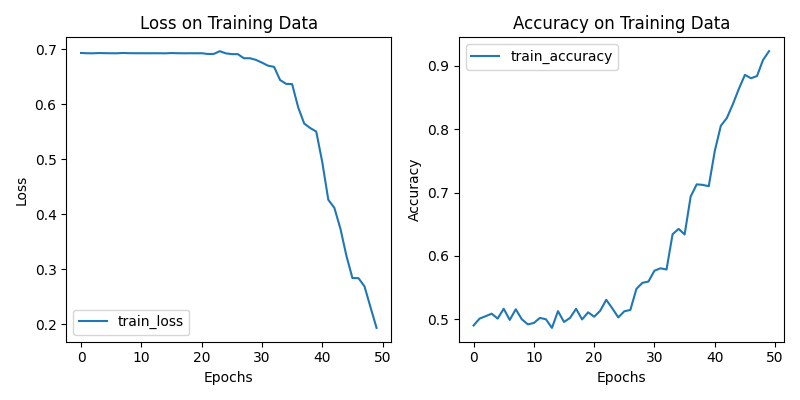 Loss on Training Data
0.7
0.6
0.5
0.4
0.3
0.2
Loss
train_loss
0 10 20 30 40 50
Epochs
Accuracy on Training Data
train_accuracy
0.9
0.8
0.7
0.6
0.5
Accuracy
0 10 20 30 40 50
Epochs